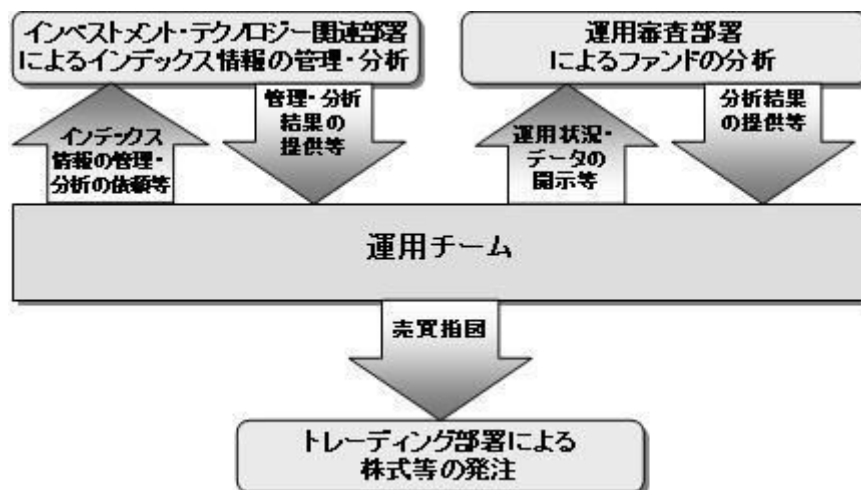 インベストメント・テクノロジー関連部署
によるインデックス情報の管理・分析
運用審査部署
によるファンドの分析
インデックス
情報の管理・
分析の依頼等
管理・分析
結果の
提供等
運用状況・
データの
開示等
分析結果
の提供等
運用チーム
売買指図
トレーディング部署による
株式等の発注